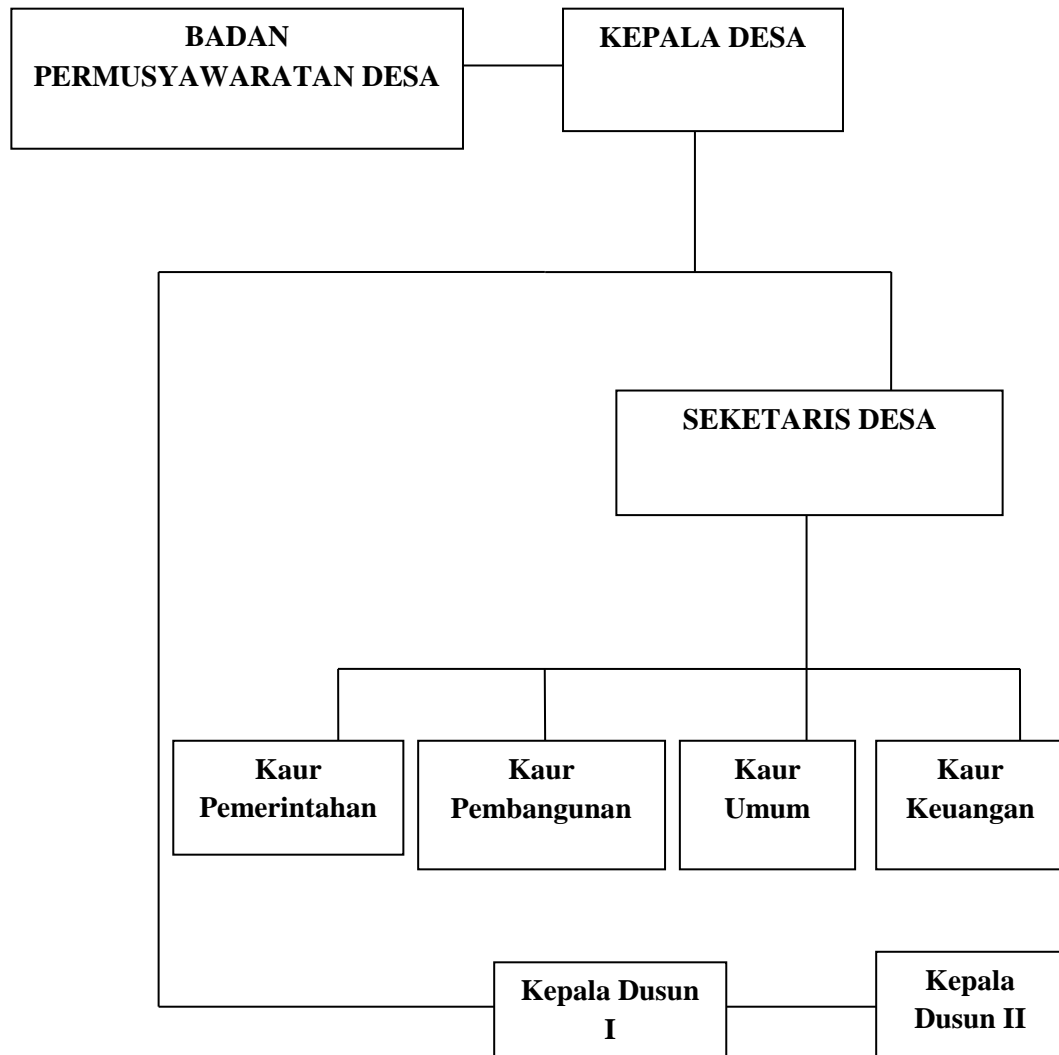 BADAN
PERMUSYAWARATAN DESA
KEPALA DESA
SEKETARIS DESA
Kaur
Pemerintahan
Kaur
Pembangunan
Kaur
Umum
Kaur
Keuangan
Kepala Dusun
I
Kepala
Dusun II